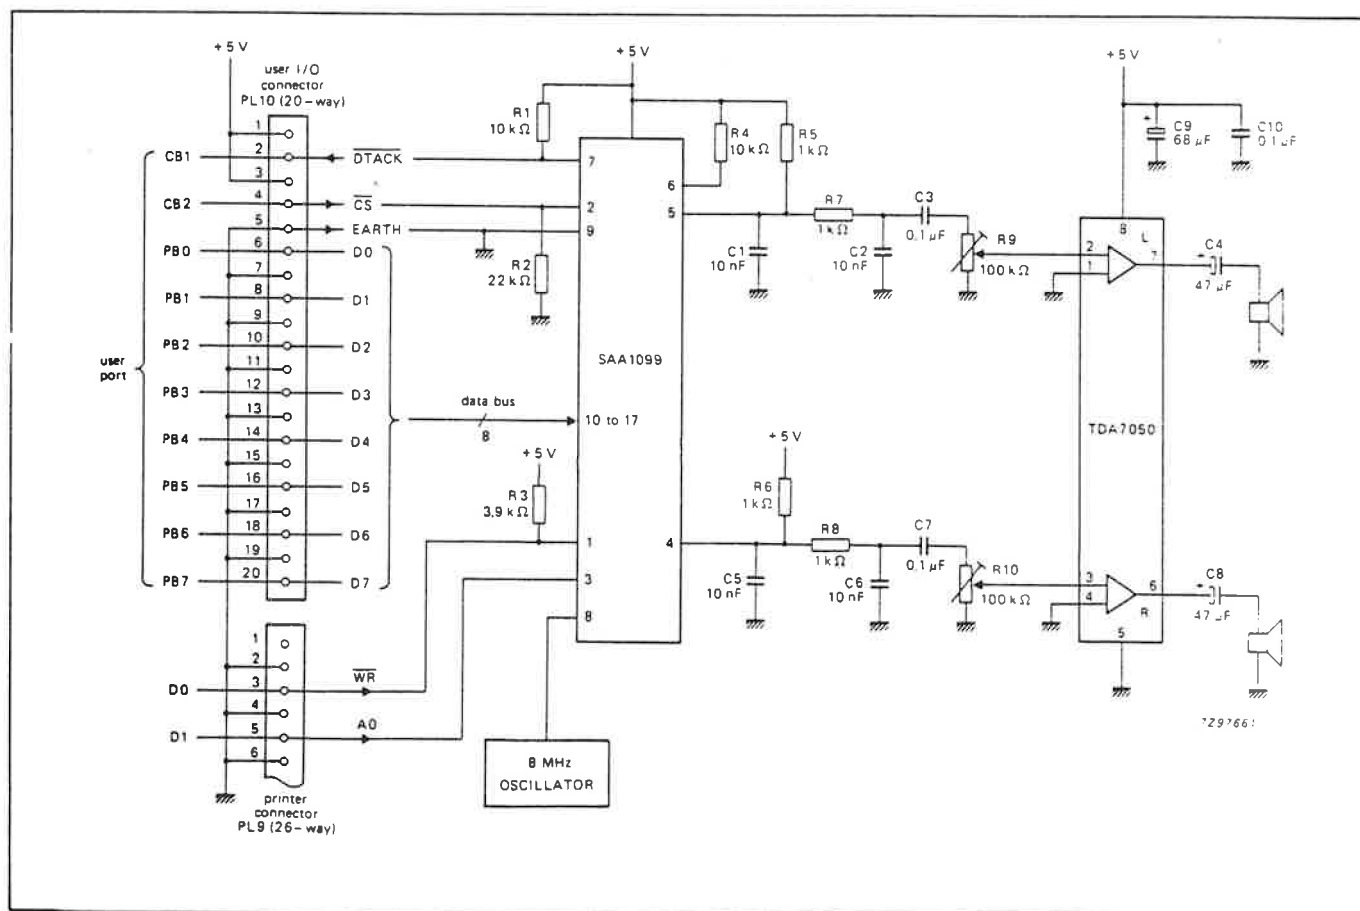 +5V
user I/O
connector
PL10 (20-way)
1
CB1
2
DTACK
3
CB2
4
CS
5
EARTH
PB0
6
D0
7
PB1
8
D1
9
PB2
10
D2
11
PB3
12
D3
13
PB4
14
D4
15
PB5
16
D5
17
PB6
18
D6
19
PB7
20
D7
user
port
data bus
8
1
2
D0
3
WR
4
D1
5
A0
6
printer
connector
PL9 (26-way)
+5V
R1
10 kΩ
R2
22 kΩ
+5V
R3
3,9 kΩ
7
2
9
SAA1099
10 to 17
1
3
8
6
5
4
8 MHz
OSCILLATOR
R4
10 kΩ
R5
1 kΩ
C1
10 nF
R7
1 kΩ
C2
10 nF
C3
0,1 µF
R9
100 kΩ
+5V
R6
1 kΩ
C5
10 nF
R8
1 kΩ
C6
10 nF
C7
0,1 µF
R10
100 kΩ
+5V
+
C9
68 µF
C10
0,1 µF
8
L
2
1
7
TDA7050
3
4
6
R
5
+
C4
47 µF
+
C8
47 µF